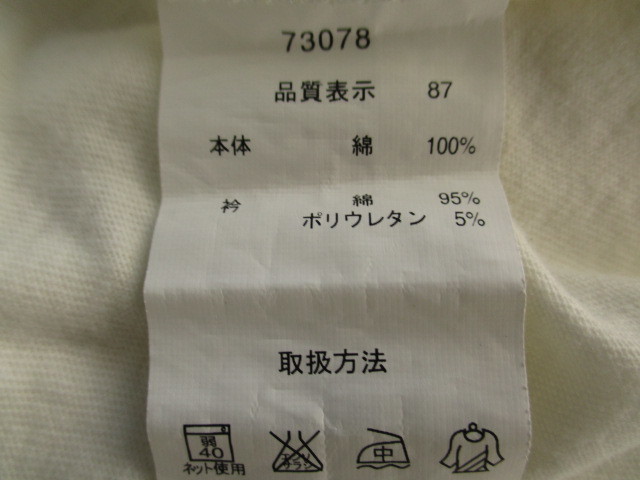 73078
品質表示 87
本体 綿 100%
衿 綿 95%
ポリウレタン 5%
取扱方法
弱 中
40
ネット使用